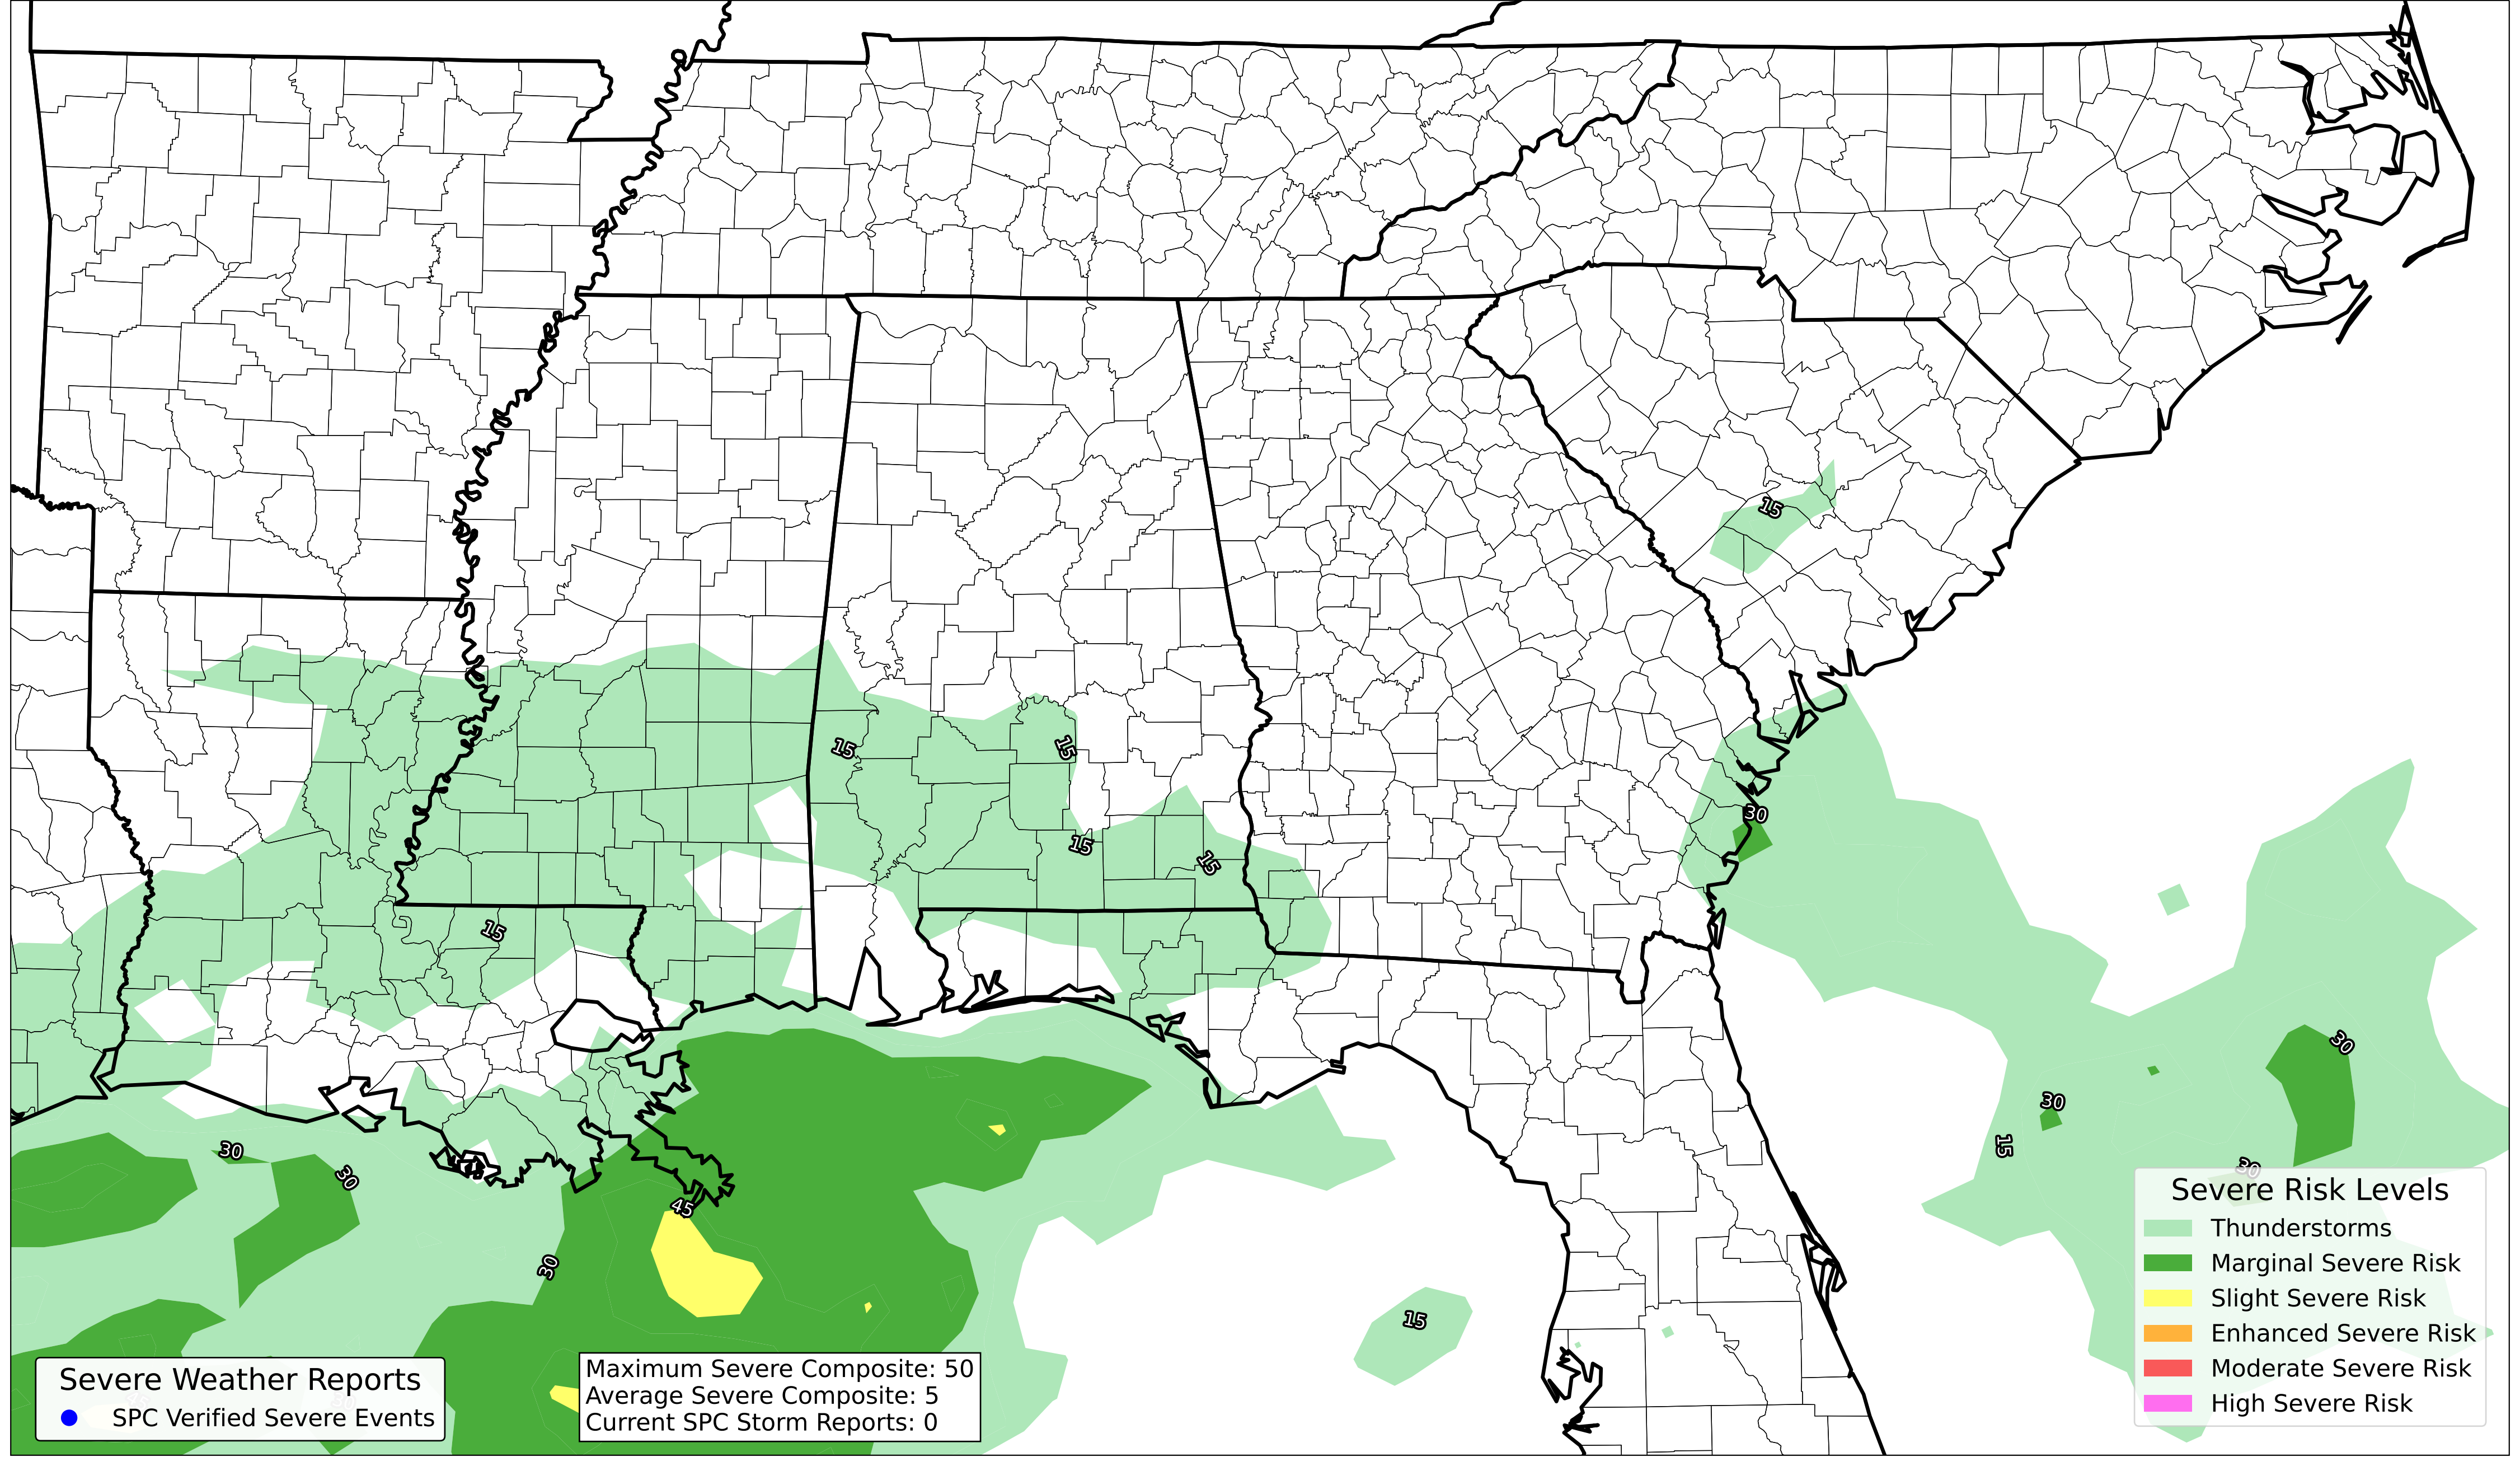 15
15
15
30
15
15
15
30
30
15
30
30
30
45
30
15
Severe Risk Levels
Thunderstorms
Marginal Severe Risk
Slight Severe Risk
Enhanced Severe Risk
Moderate Severe Risk
High Severe Risk
Severe Weather Reports
SPC Verified Severe Events
Maximum Severe Composite: 50
Average Severe Composite: 5
Current SPC Storm Reports: 0